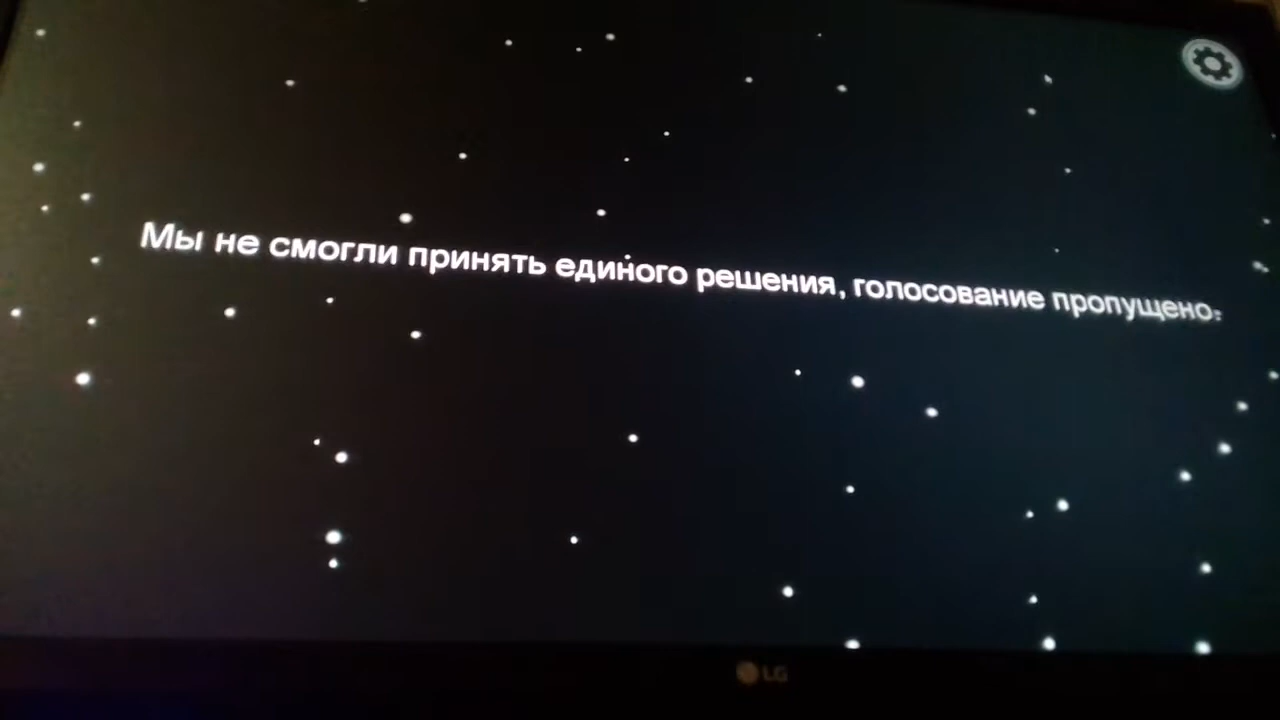 Мы не смогли принять единого решения, голосование пропущено.
LG